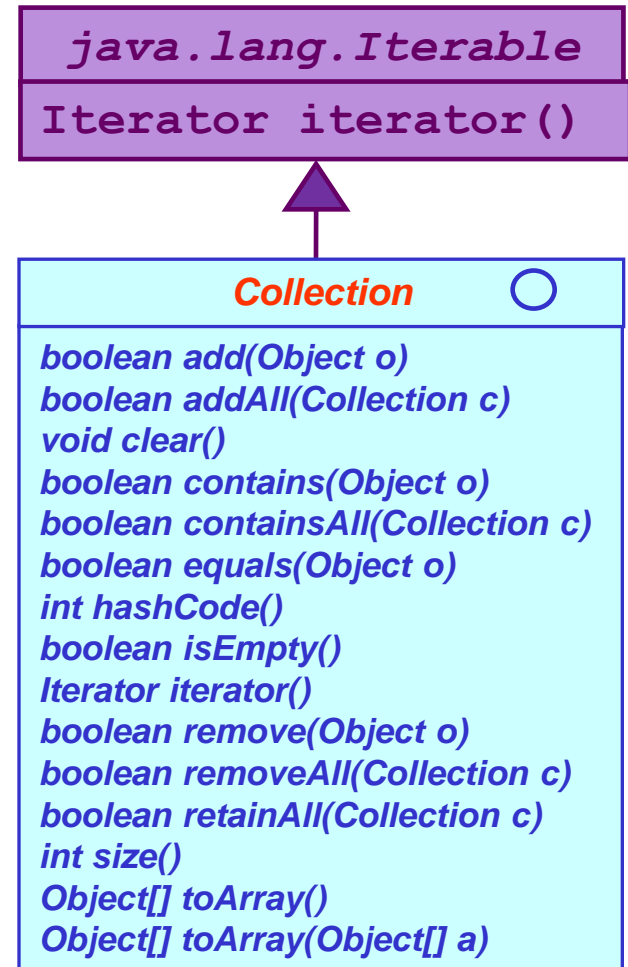 java.lang.Iterable
Iterator iterator()
Collection
boolean add(Object o)
boolean addAll(Collection c)
void clear()
boolean contains(Object o)
boolean containsAll(Collection c)
boolean equals(Object o)
int hashCode()
boolean isEmpty()
Iterator iterator()
boolean remove(Object o)
boolean removeAll(Collection c)
boolean retainAll(Collection c)
int size()
Object[] toArray()
Object[] toArray(Object[] a)